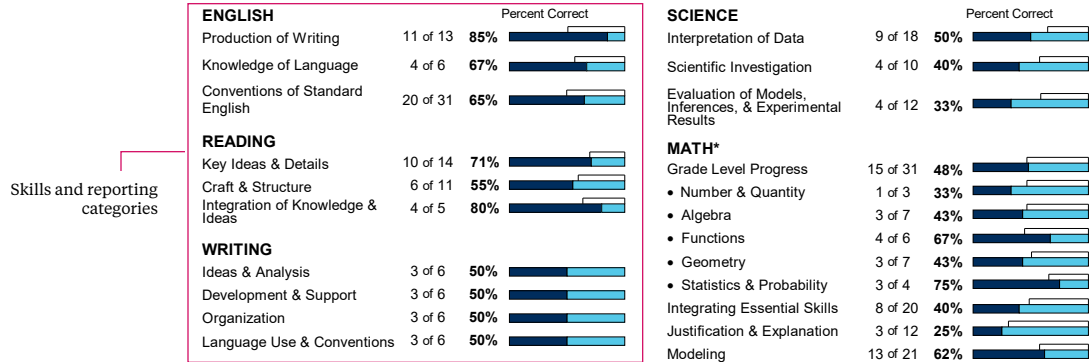 Skills and reporting
categories
ENGLISH Percent Correct
Production of Writing 11 of 13 85%
Knowledge of Language 4 of 6 67%
Conventions of Standard
English 20 of 31 65%
READING
Key Ideas & Details 10 of 14 71%
Craft & Structure 6 of 11 55%
Integration of Knowledge &
Ideas 4 of 5 80%
WRITING
Ideas & Analysis 3 of 6 50%
Development & Support 3 of 6 50%
Organization 3 of 6 50%
Language Use & Conventions 3 of 6 50%
SCIENCE Percent Correct
Interpretation of Data 9 of 18 50%
Scientific Investigation 4 of 10 40%
Evaluation of Models,
Inferences, & Experimental 4 of 12 33%
Results
MATH*
Grade Level Progress 15 of 31 48%
• Number & Quantity 1 of 3 33%
• Algebra 3 of 7 43%
• Functions 4 of 6 67%
• Geometry 3 of 7 43%
• Statistics & Probability 3 of 4 75%
Integrating Essential Skills 8 of 20 40%
Justification & Explanation 3 of 12 25%
Modeling 13 of 21 62%